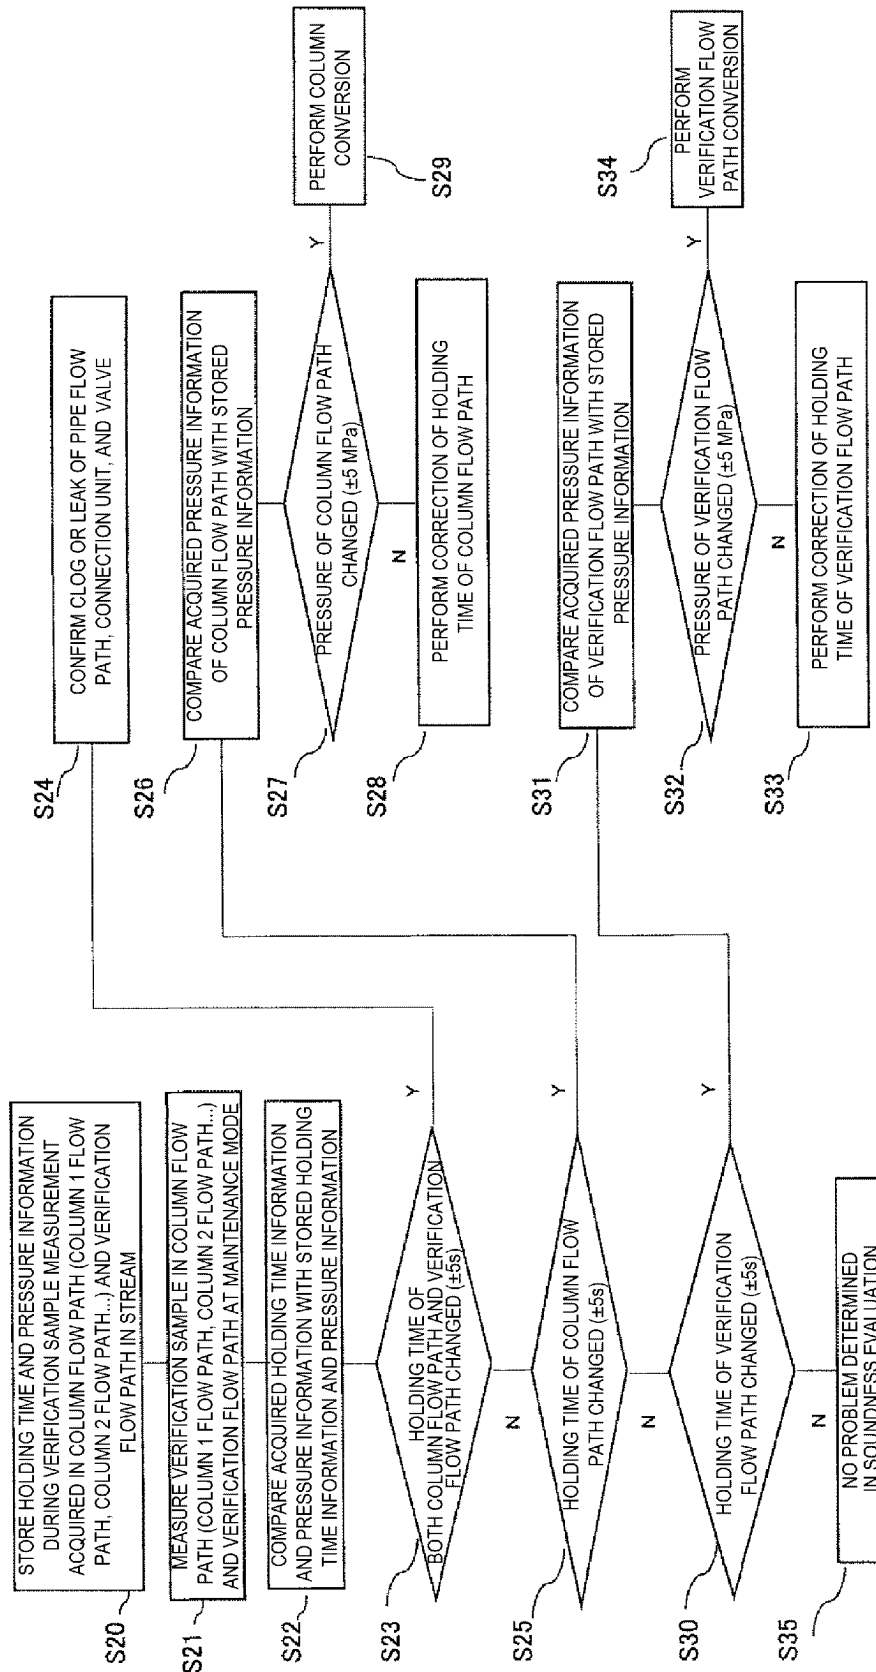 STORE HOLDING TIME AND PRESSURE INFORMATION
DURING VERIFICATION SAMPLE MEASUREMENT
ACQUIRED IN COLUMN FLOW PATH (COLUMN 1 FLOW
PATH, COLUMN 2 FLOW PATH...) AND VERIFICATION
FLOW PATH IN STREAM
S20
MEASURE VERIFICATION SAMPLE IN COLUMN FLOW
PATH (COLUMN 1 FLOW PATH, COLUMN 2 FLOW PATH...)
AND VERIFICATION FLOW PATH AT MAINTENANCE MODE
S21
COMPARE ACQUIRED HOLDING TIME INFORMATION
AND PRESSURE INFORMATION WITH STORED HOLDING
TIME INFORMATION AND PRESSURE INFORMATION
S22
HOLDING TIME OF
BOTH COLUMN FLOW PATH AND VERIFICATION
FLOW PATH CHANGED (±5s)
S23
Y
N
CONFIRM CLOG OR LEAK OF PIPE FLOW
PATH, CONNECTION UNIT, AND VALVE
S24
HOLDING TIME OF COLUMN FLOW
PATH CHANGED (±5s)
S25
Y
N
COMPARE ACQUIRED PRESSURE INFORMATION
OF COLUMN FLOW PATH WITH STORED
PRESSURE INFORMATION
S26
PRESSURE OF COLUMN FLOW PATH
CHANGED (±5 MPa)
S27
Y
N
PERFORM CORRECTION OF HOLDING
TIME OF COLUMN FLOW PATH
S28
PERFORM COLUMN
CONVERSION
S29
HOLDING TIME OF VERIFICATION
FLOW PATH CHANGED (±5s)
S30
Y
N
COMPARE ACQUIRED PRESSURE INFORMATION
OF VERIFICATION FLOW PATH WITH STORED
PRESSURE INFORMATION
S31
PRESSURE OF VERIFICATION FLOW
PATH CHANGED (±5 MPa)
S32
Y
N
PERFORM CORRECTION OF HOLDING
TIME OF VERIFICATION FLOW PATH
S33
PERFORM
VERIFICATION FLOW
PATH CONVERSION
S34
NO PROBLEM DETERMINED
IN SOUNDNESS EVALUATION
S35